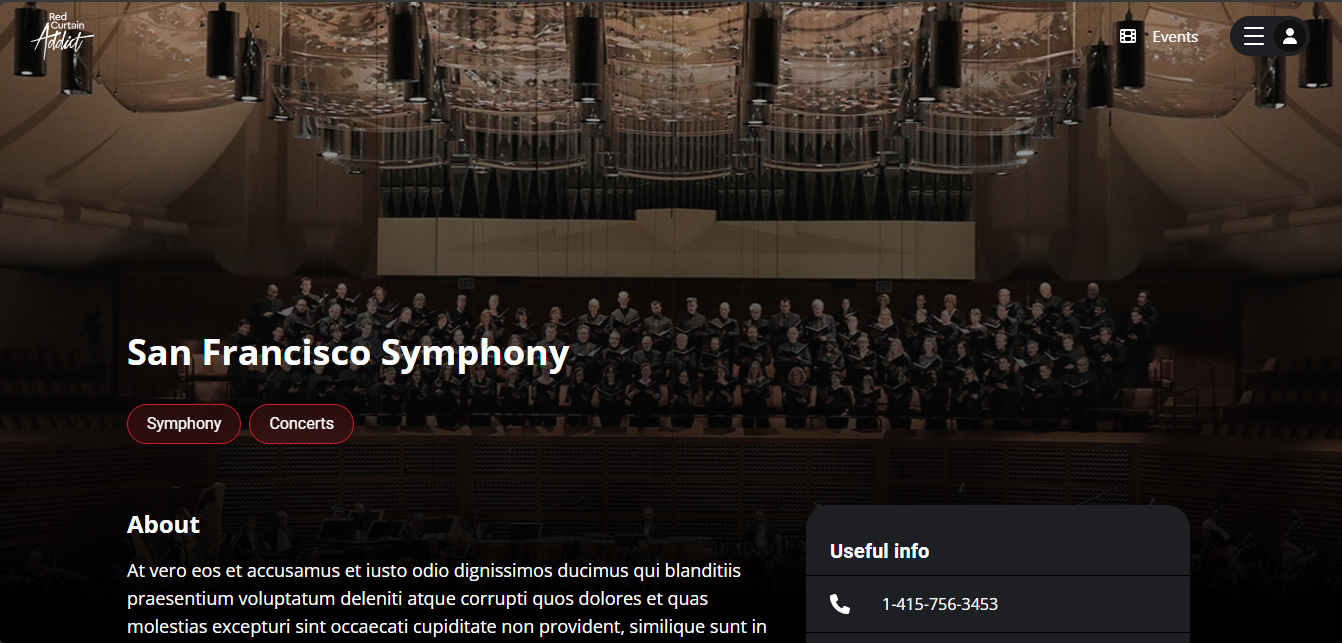 Red
Curtain
Addict
Events
San Francisco Symphony
Symphony
Concerts
About
At vero eos et accusamus et iusto odio dignissimos ducimus qui blanditiis
praesentium voluptatum deleniti atque corrupti quos dolores et quas
molestias excepturi sint occaecati cupiditate non provident, similique sunt in
Useful info
1-415-756-3453